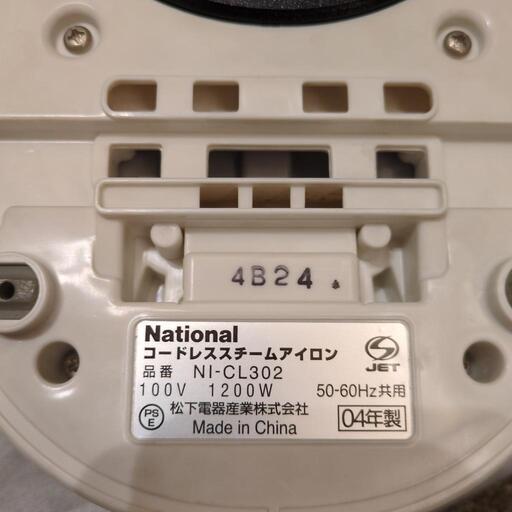 4B24
National
コードレススチームアイロン
品番 NI-CL302
100V 1200W 50-60Hz共用
JET
PS E
松下電器産業株式会社
04年製
Made in China